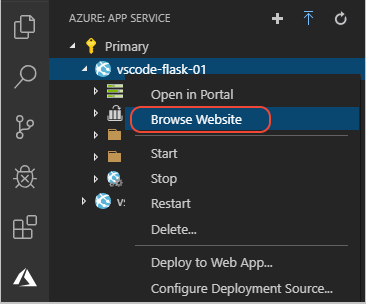 AZURE: APP SERVICE
Primary
vscode-flask-01
Open in Portal
Browse Website
Start
Stop
Restart
Delete...
Deploy to Web App...
Configure Deployment Source...